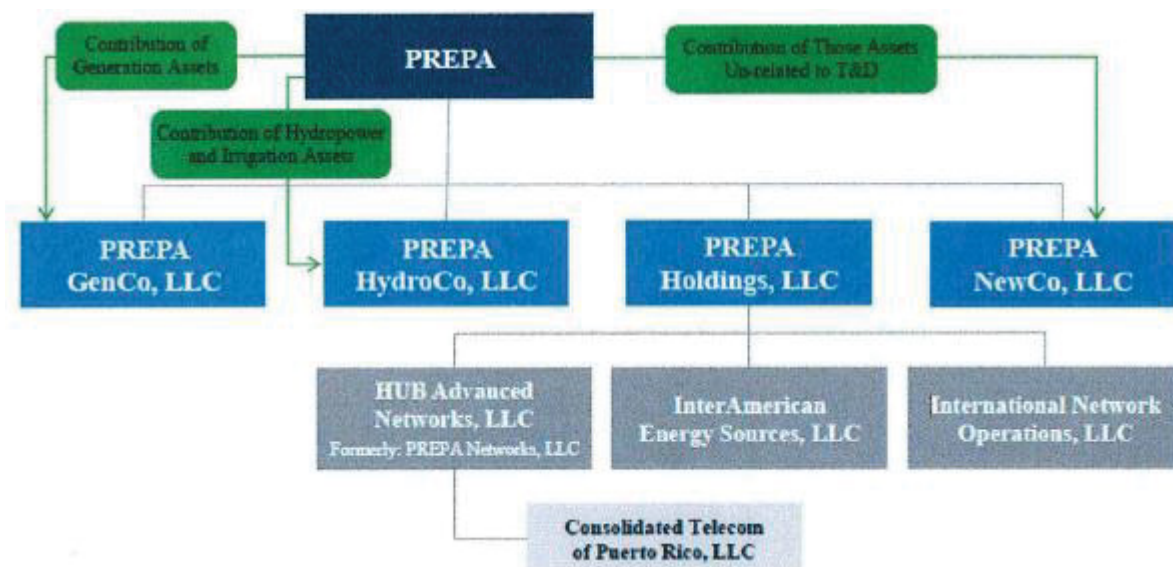 Contribution of
Generation Assets
PREPA
Contribution of Those Assets
Un-related to T&D
Contribution of Hydropower
and Irrigation Assets
PREPA
GenCo, LLC
PREPA
HydroCo, LLC
PREPA
Holdings, LLC
PREPA
NewCo, LLC
HUB Advanced
Networks, LLC
Formerly: PREPA Networks, LLC
InterAmerican
Energy Sources, LLC
International Network
Operations, LLC
Consolidated Telecom
of Puerto Rico, LLC